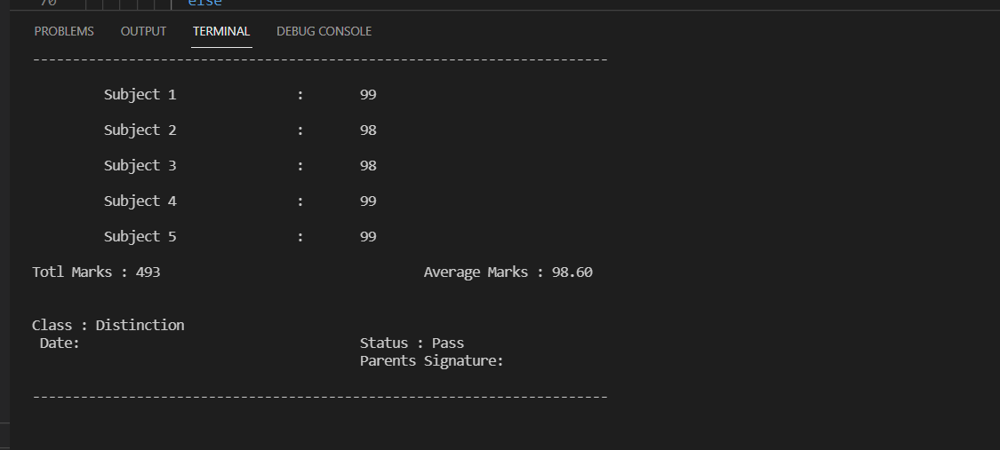 70 else
PROBLEMS OUTPUT TERMINAL DEBUG CONSOLE
------------------------------------------------------------------------
Subject 1 : 99
Subject 2 : 98
Subject 3 : 98
Subject 4 : 99
Subject 5 : 99
Totl Marks : 493 Average Marks : 98.60
Class : Distinction
Date: Status : Pass
Parents Signature:
------------------------------------------------------------------------